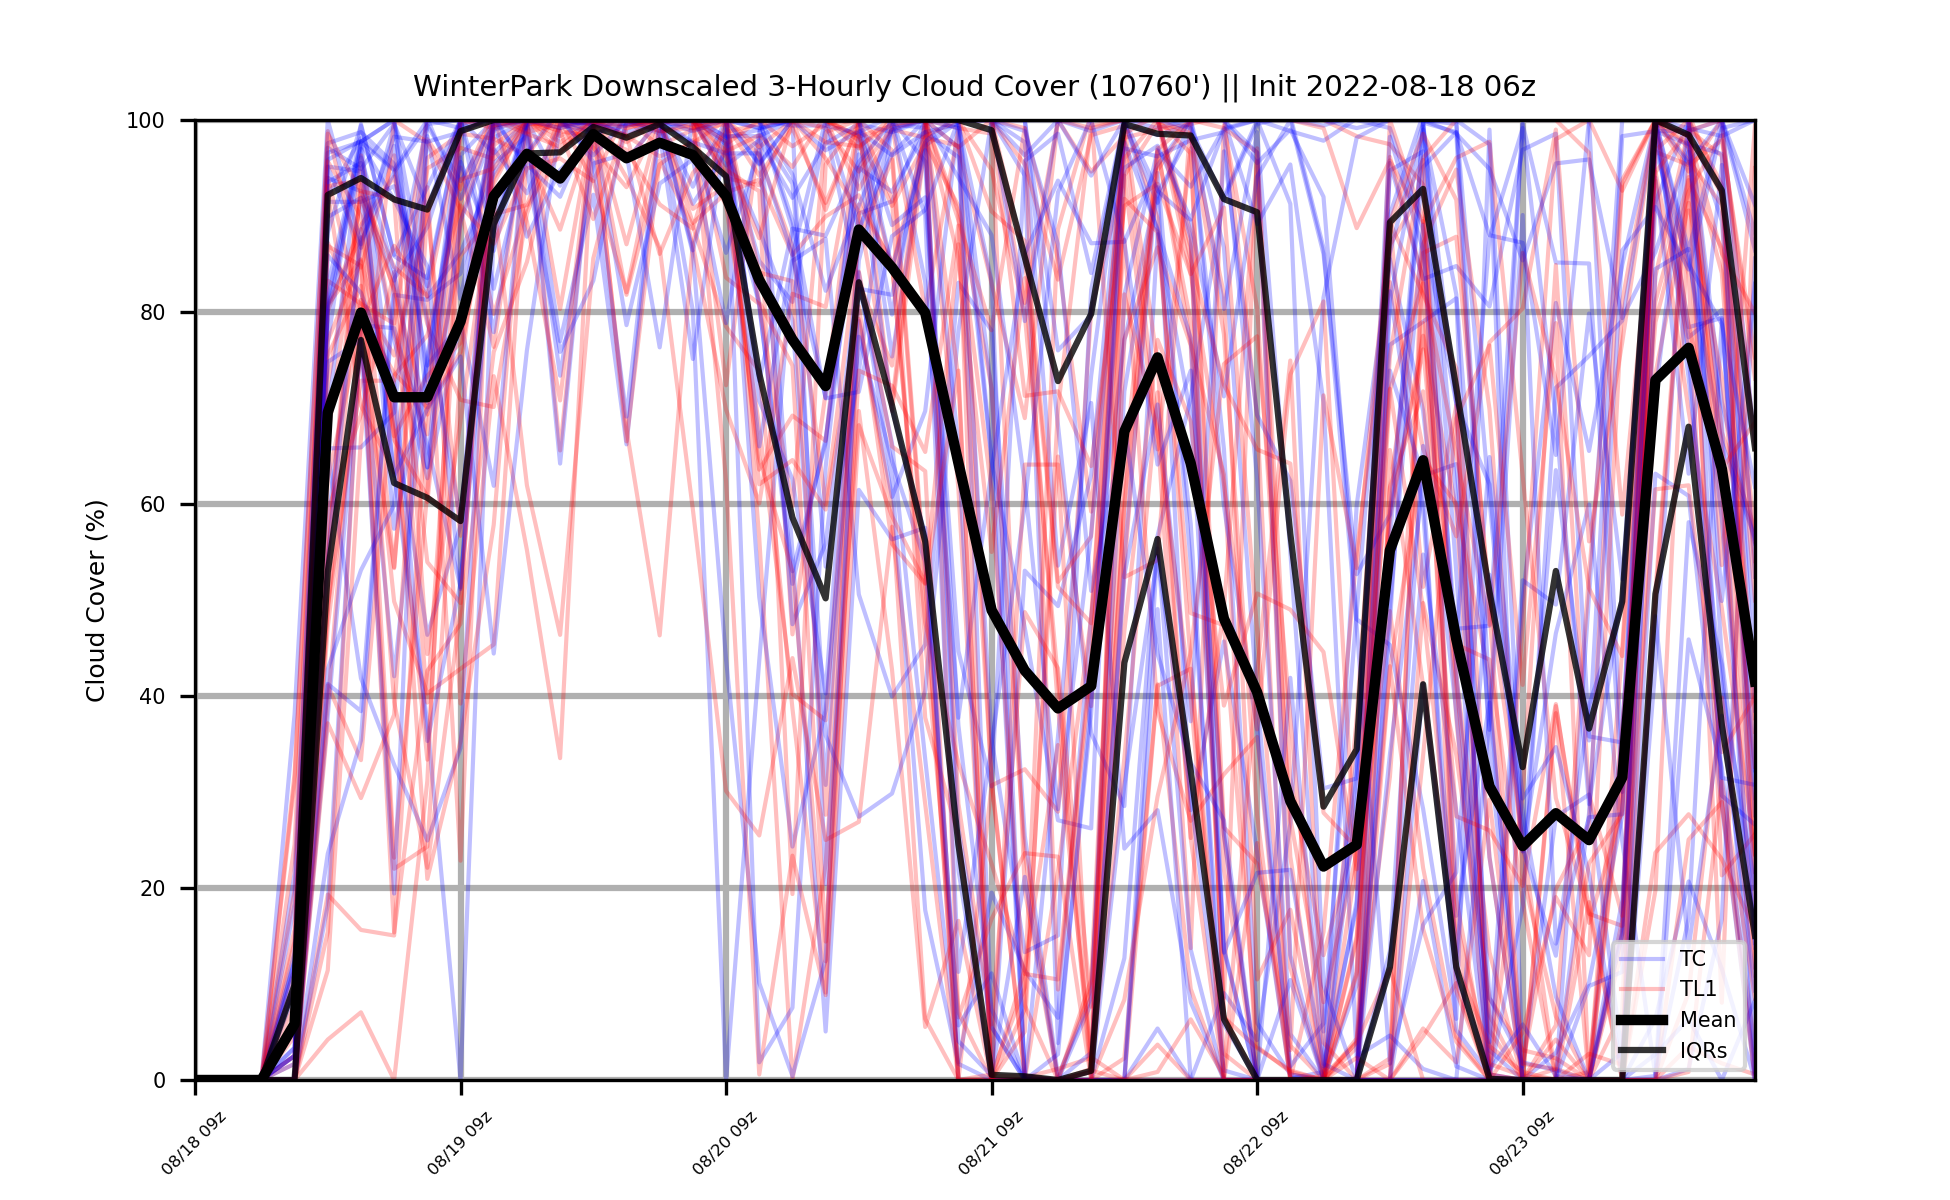 WinterPark Downscaled 3-Hourly Cloud Cover (10760') || Init 2022-08-18 06z
100
80
60
40
20
0
Cloud Cover (%)
TC
TL1
Mean
IQRs
08/18 09z
08/19 09z
08/20 09z
08/21 09z
08/22 09z
08/23 09z